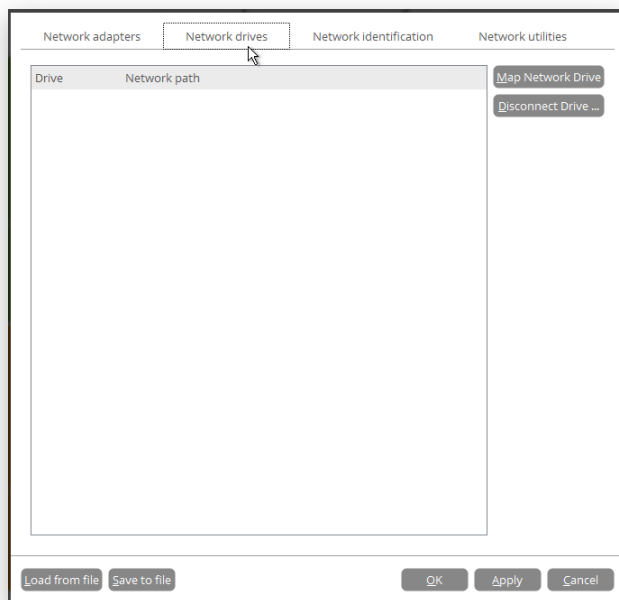 Network adapters Network drives Network identification Network utilities
Drive Network path
Map Network Drive
Disconnect Drive ...
Load from file Save to file OK Apply Cancel